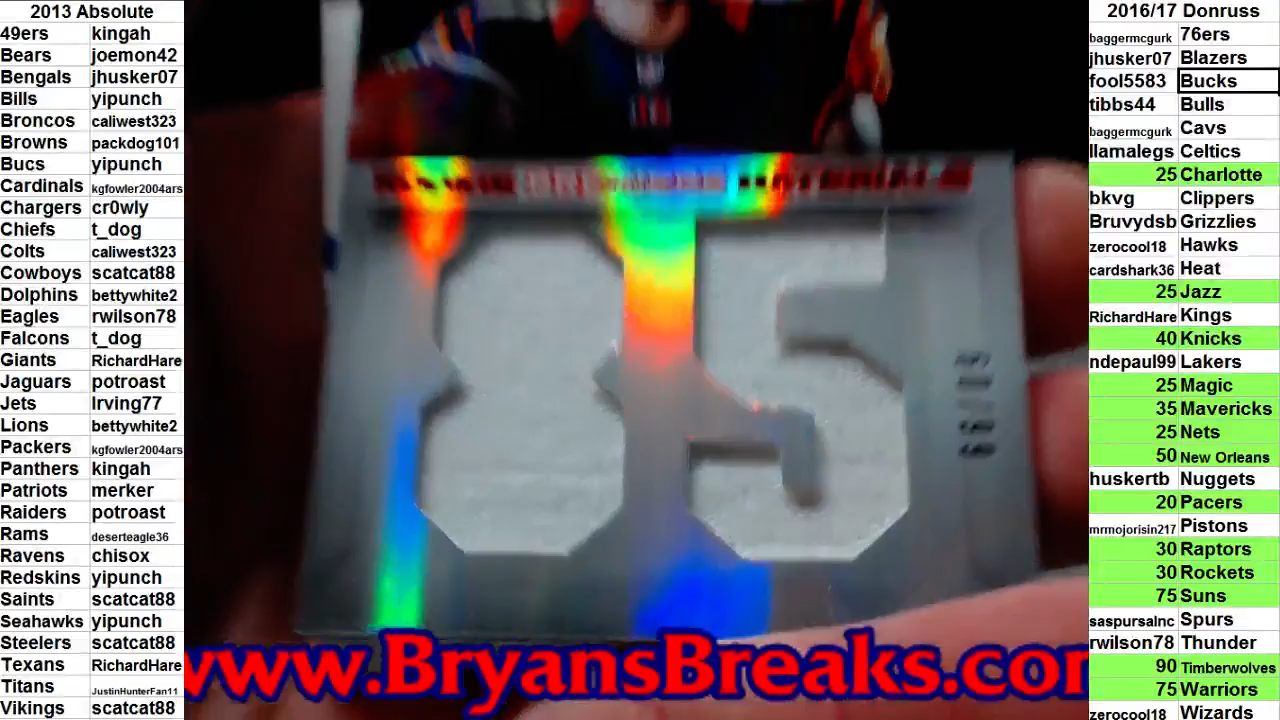 2013 Absolute
49ers kingah
Bears joemon42
Bengals jhusker07
Bills yipunch
Broncos caliwest323
Browns packdog101
Bucs yipunch
Cardinals kgfowler2004ars
Chargers cr0wly
Chiefs t_dog
Colts caliwest323
Cowboys scatcat88
Dolphins bettywhite2
Eagles rwilson78
Falcons t_dog
Giants RichardHare
Jaguars potroast
Jets Irving77
Lions bettywhite2
Packers kgfowler2004ars
Panthers kingah
Patriots merker
Raiders potroast
Rams deserteagle36
Ravens chisox
Redskins yipunch
Saints scatcat88
Seahawks yipunch
Steelers scatcat88
Texans RichardHare
Titans JustinHunterFan11
Vikings scatcat88
85
www.BryansBreaks.com
2016/17 Donruss
baggermcgurk 76ers
jhusker07 Blazers
fool5583 Bucks
tibbs44 Bulls
baggermcgurk Cavs
llamalegs Celtics
25 Charlotte
bkvg Clippers
Bruvydsb Grizzlies
zerocool18 Hawks
cardshark36 Heat
25 Jazz
RichardHare Kings
40 Knicks
ndepaul99 Lakers
25 Magic
35 Mavericks
25 Nets
50 New Orleans
huskertb Nuggets
20 Pacers
mrmojorisin217 Pistons
30 Raptors
30 Rockets
75 Suns
saspursalnc Spurs
rwilson78 Thunder
90 Timberwolves
75 Warriors
zerocool18 Wizards